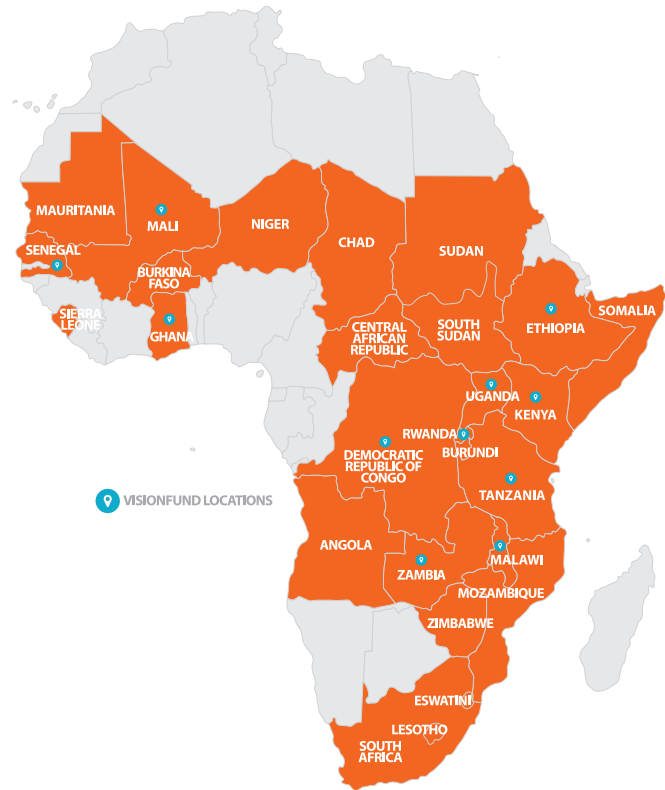 MAURITANIA
MALI
NIGER
CHAD
SUDAN
SENEGAL
BURKINA
FASO
SIERRA
LEONE
GHANA
CENTRAL
AFRICAN
REPUBLIC
SOUTH
SUDAN
ETHIOPIA
SOMALIA
UGANDA
KENYA
RWANDA
BURUNDI
DEMOCRATIC
REPUBLIC OF
CONGO
TANZANIA
VISIONFUND LOCATIONS
ANGOLA
ZAMBIA
MALAWI
MOZAMBIQUE
ZIMBABWE
ESWATINI
LESOTHO
SOUTH
AFRICA